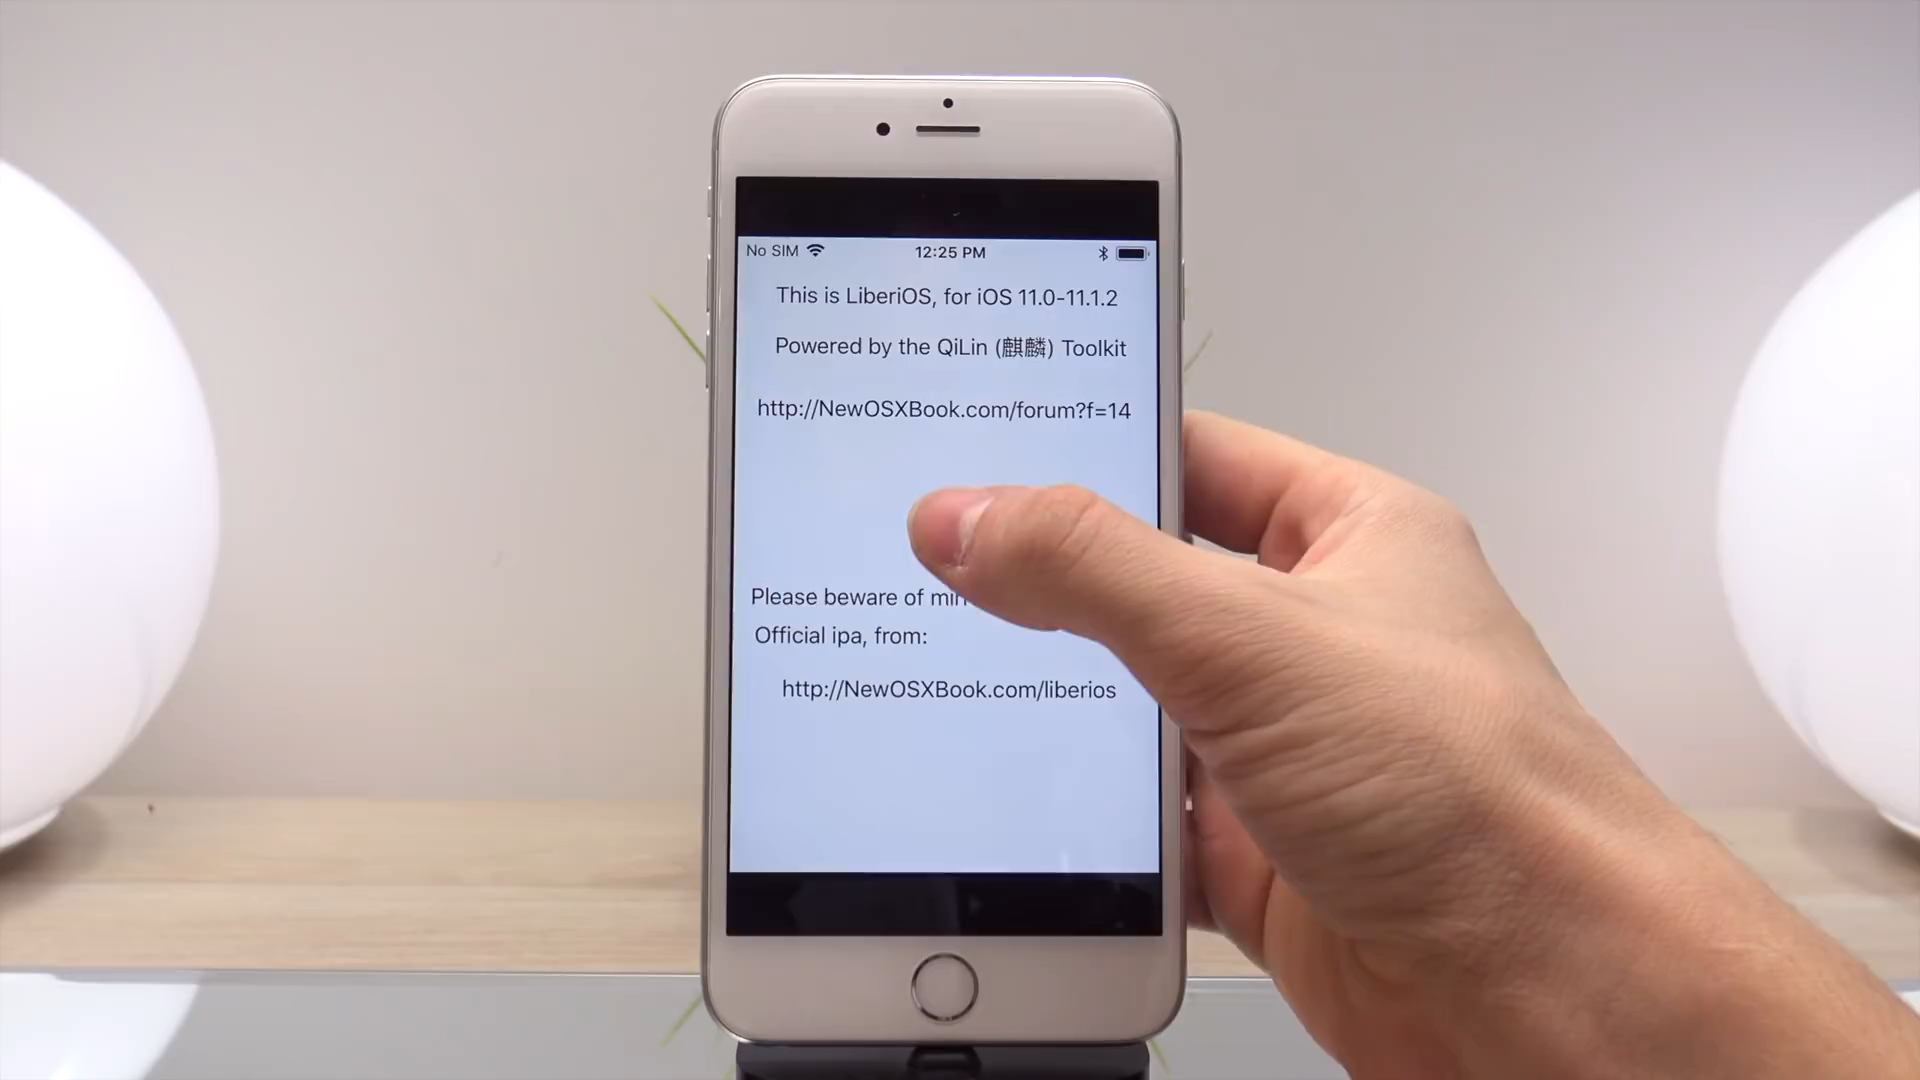 No SIM
12:25 PM
This is LiberiOS, for iOS 11.0-11.1.2
Powered by the QiLin (麒麟) Toolkit
http://NewOSXBook.com/forum?f=14
Please beware of
Official ipa, from:
http://NewOSXBook.com/liberios